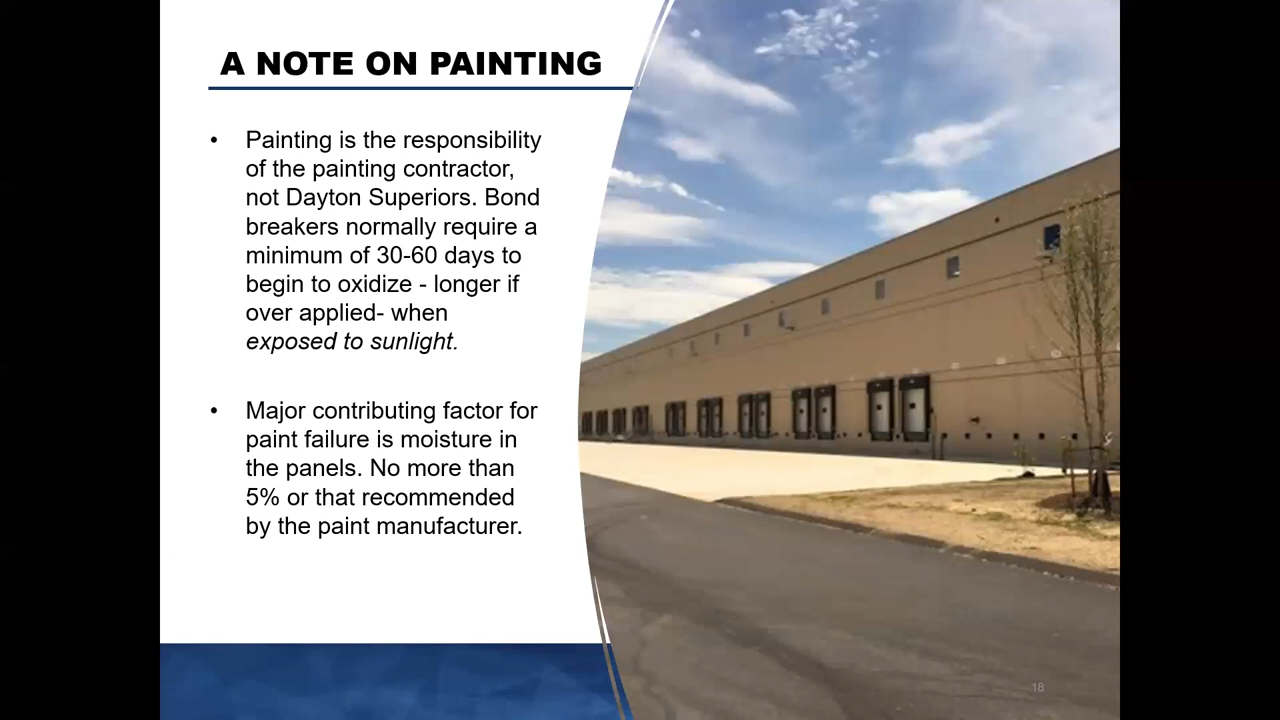 A NOTE ON PAINTING
• Painting is the responsibility
of the painting contractor,
not Dayton Superiors. Bond
breakers normally require a
minimum of 30-60 days to
begin to oxidize - longer if
over applied- when
exposed to sunlight.
• Major contributing factor for
paint failure is moisture in
the panels. No more than
5% or that recommended
by the paint manufacturer.
18